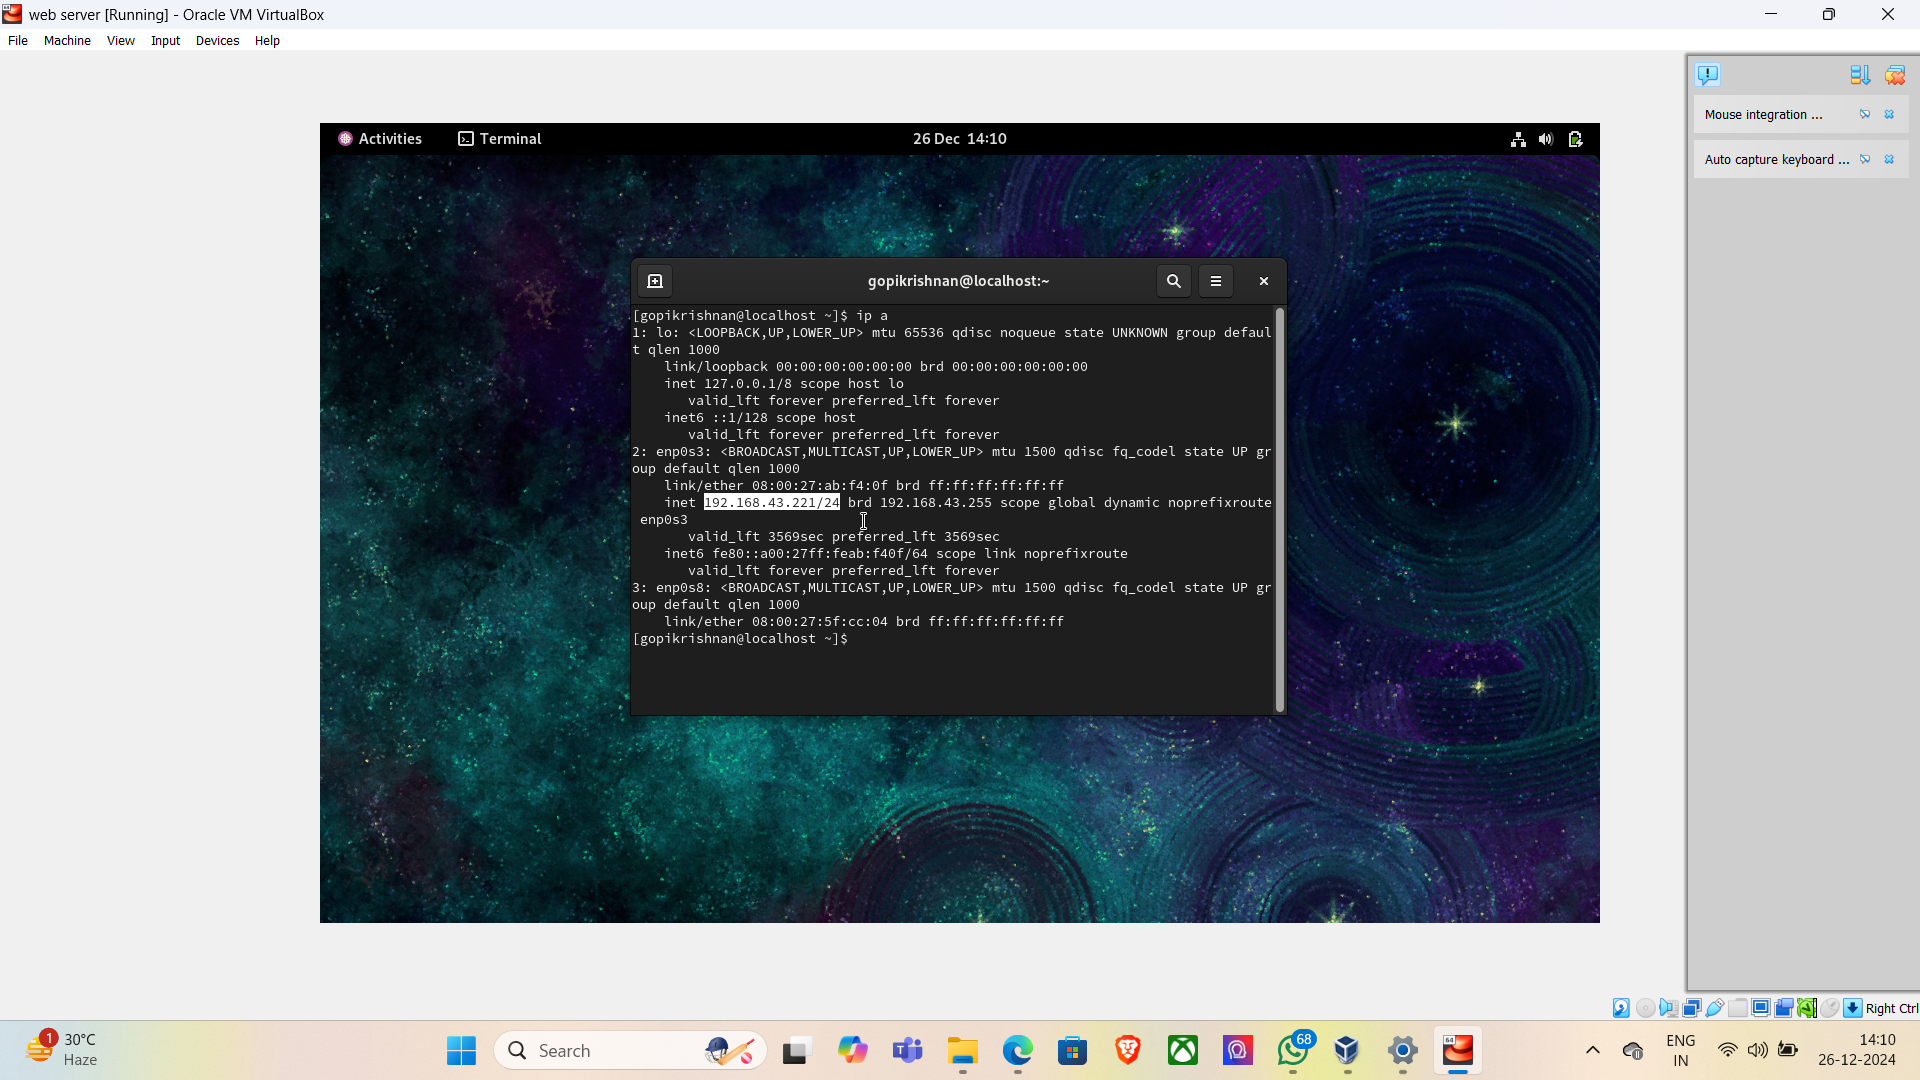 web server [Running] - Oracle VM VirtualBox
File Machine View Input Devices Help
Mouse integration ...
Auto capture keyboard ...
Activities Terminal 26 Dec 14:10
gopikrishnan@localhost:~
[gopikrishnan@localhost ~]$ ip a
1: lo: <LOOPBACK,UP,LOWER_UP> mtu 65536 qdisc noqueue state UNKNOWN group defaul
t qlen 1000
    link/loopback 00:00:00:00:00:00 brd 00:00:00:00:00:00
    inet 127.0.0.1/8 scope host lo
       valid_lft forever preferred_lft forever
    inet6 ::1/128 scope host
       valid_lft forever preferred_lft forever
2: enp0s3: <BROADCAST,MULTICAST,UP,LOWER_UP> mtu 1500 qdisc fq_codel state UP gr
oup default qlen 1000
    link/ether 08:00:27:ab:f4:0f brd ff:ff:ff:ff:ff:ff
    inet 192.168.43.221/24 brd 192.168.43.255 scope global dynamic noprefixroute
 enp0s3
       valid_lft 3569sec preferred_lft 3569sec
    inet6 fe80::a00:27ff:feab:f40f/64 scope link noprefixroute
       valid_lft forever preferred_lft forever
3: enp0s8: <BROADCAST,MULTICAST,UP,LOWER_UP> mtu 1500 qdisc fq_codel state UP gr
oup default qlen 1000
    link/ether 08:00:27:5f:cc:04 brd ff:ff:ff:ff:ff:ff
[gopikrishnan@localhost ~]$
Right Ctrl
1
30°C
Haze
Search
68
64
ENG
IN
14:10
26-12-2024